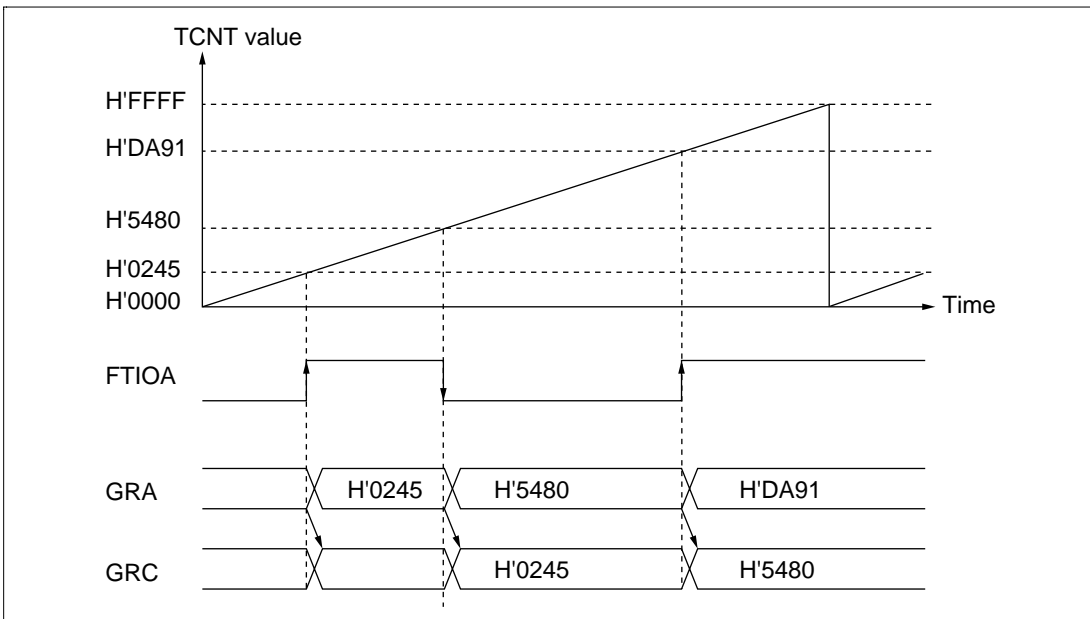 TCNT value
H'FFFF
H'DA91
H'5480
H'0245
H'0000
Time
FTIOA
GRA
H'0245
H'5480
H'DA91
GRC
H'0245
H'5480